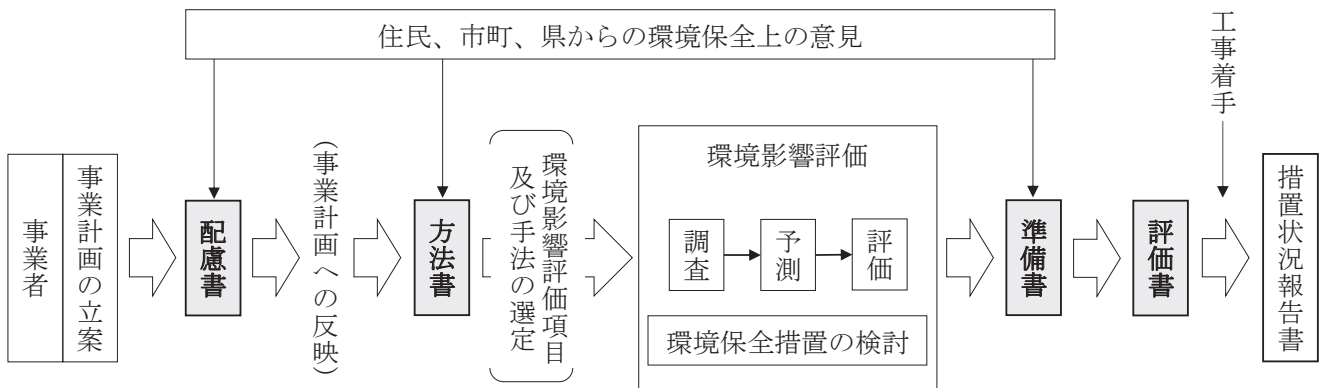 住民、市町、県からの環境保全上の意見
事業者
事業計画の立案
配慮書
(事業計画への反映)
方法書
環境影響評価項目
及び手法の選定
環境影響評価
調査
予測
評価
環境保全措置の検討
準備書
評価書
工事着手
措置状況報告書